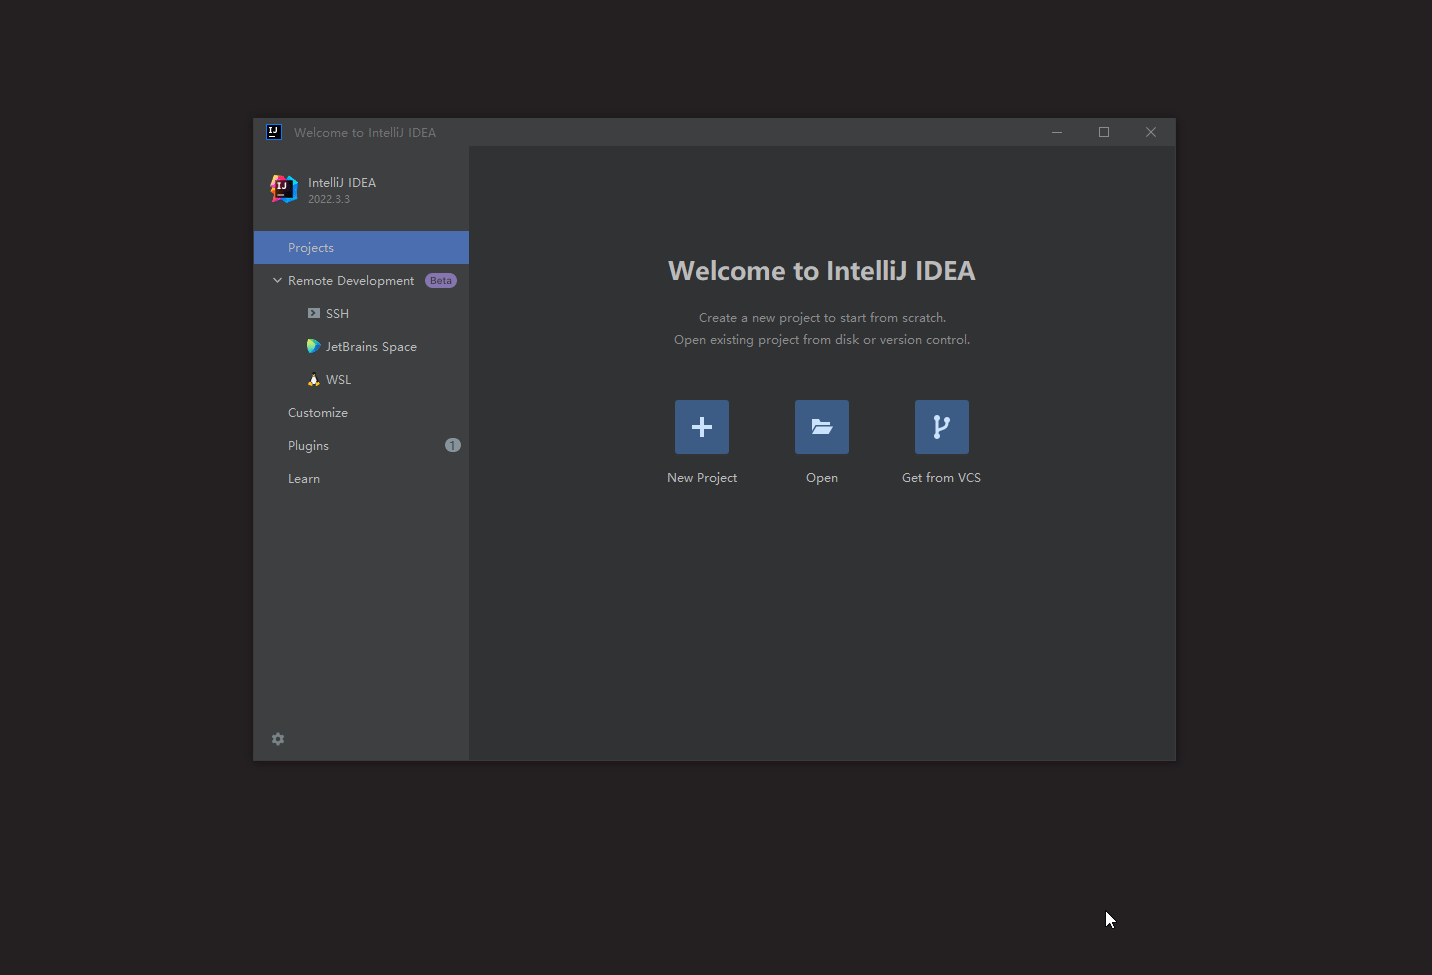 Welcome to IntelliJ IDEA
IntelliJ IDEA
2022.3.3
Projects
Remote Development Beta
SSH
JetBrains Space
WSL
Customize
Plugins 1
Learn
Welcome to IntelliJ IDEA
Create a new project to start from scratch.
Open existing project from disk or version control.
New Project Open Get from VCS